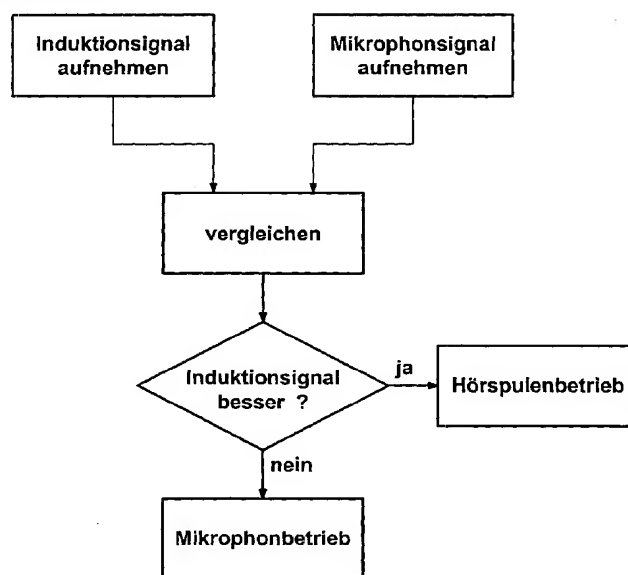 Induktionsignal
aufnehmen
Mikrophonsignal
aufnehmen
vergleichen
Induktionsignal
besser ?
ja
Hörspulenbetrieb
nein
Mikrophonbetrieb